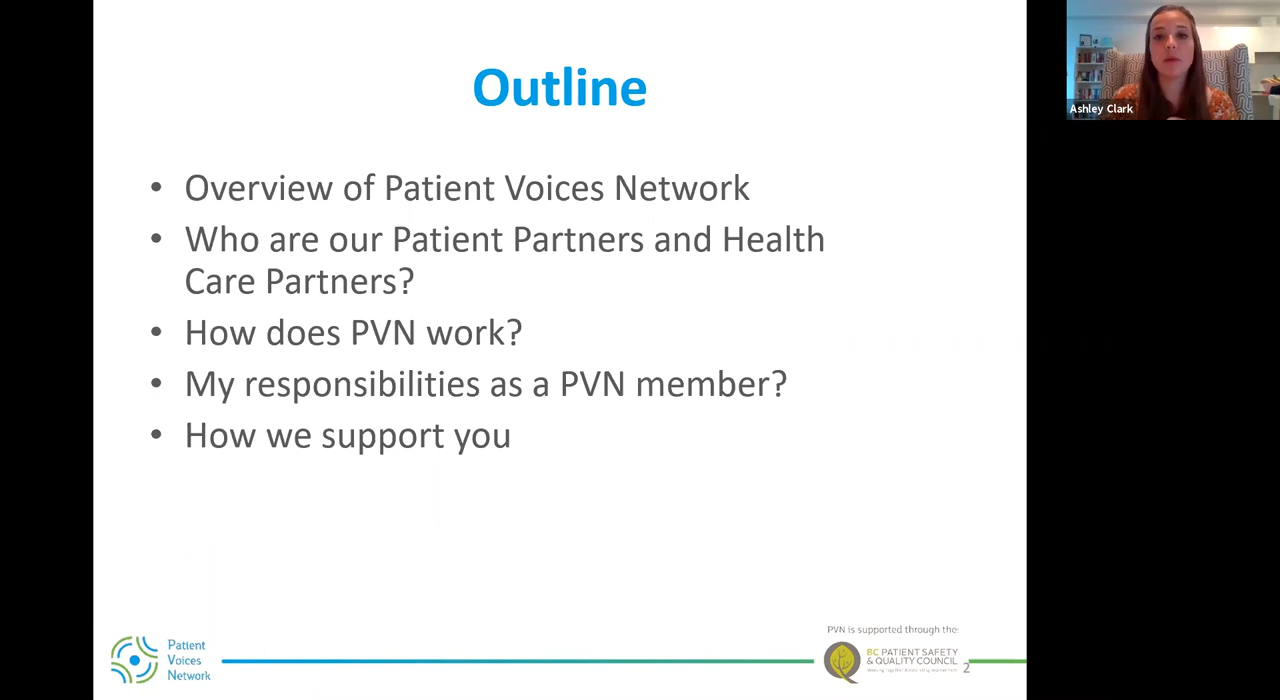 Outline
• Overview of Patient Voices Network
• Who are our Patient Partners and Health
Care Partners?
• How does PVN work?
• My responsibilities as a PVN member?
• How we support you
Ashley Clark
Patient
Voices
Network
PVN is supported through the:
BC PATIENT SAFETY
& QUALITY COUNCIL
2